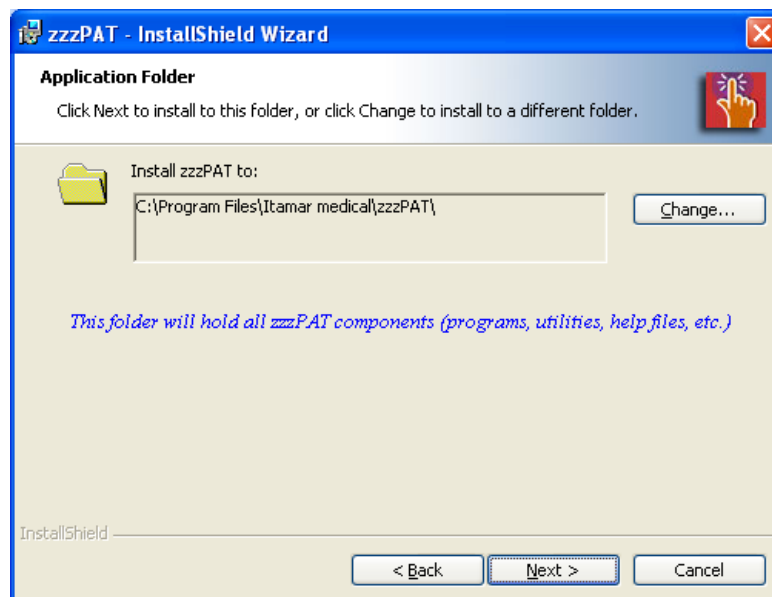 zzzPAT - InstallShield Wizard
Application Folder
Click Next to install to this folder, or click Change to install to a different folder.
Install zzzPAT to:
C:\Program Files\Itamar medical\zzzPAT\
Change...
This folder will hold all zzzPAT components (programs, utilities, help files, etc.)
InstallShield
< Back
Next >
Cancel